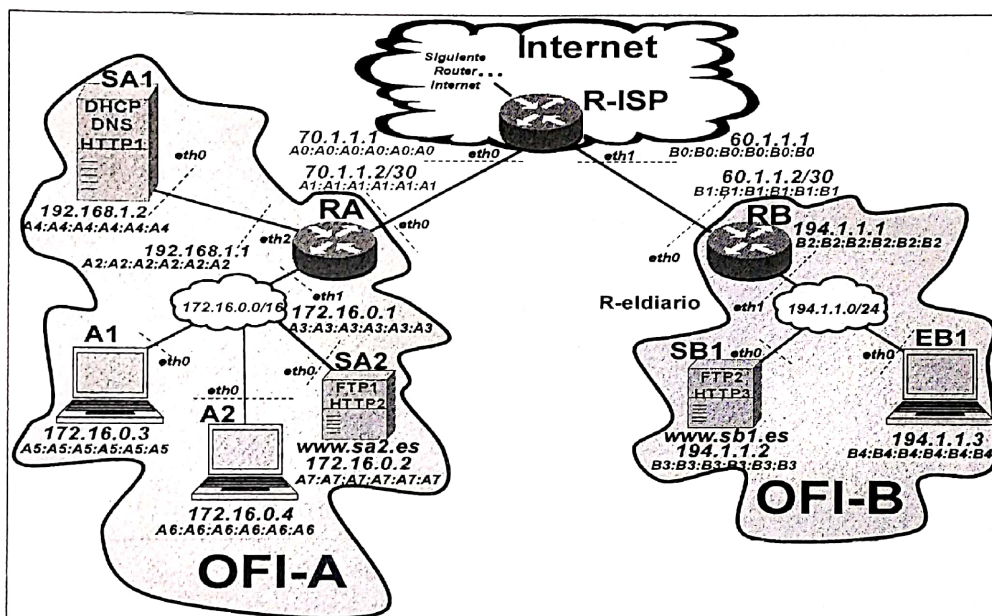 Internet
Siguiente
Router...
Internet
R-ISP
SA1
DHCP
DNS
HTTP1
eth0
192.168.1.2
A4:A4:A4:A4:A4:A4
70.1.1.1
A0:A0:A0:A0:A0:A0
eth0
70.1.1.2/30
A1:A1:A1:A1:A1:A1
60.1.1.1
B0:B0:B0:B0:B0:B0
eth1
60.1.1.2/30
B1:B1:B1:B1:B1:B1
RA
eth0
eth2
192.168.1.1
A2:A2:A2:A2:A2:A2
eth1
172.16.0.1
A3:A3:A3:A3:A3:A3
172.16.0.0/16
RB
194.1.1.1
B2:B2:B2:B2:B2:B2
eth0
R-eldiario
eth1
194.1.1.0/24
A1
eth0
172.16.0.3
A5:A5:A5:A5:A5:A5
A2
eth0
172.16.0.4
A6:A6:A6:A6:A6:A6
SA2
eth0
FTP1
HTTP2
www.sa2.es
172.16.0.2
A7:A7:A7:A7:A7:A7
OFI-A
SB1
eth0
FTP2
HTTP3
www.sb1.es
194.1.1.2
B3:B3:B3:B3:B3:B3
EB1
eth0
194.1.1.3
B4:B4:B4:B4:B4:B4
OFI-B